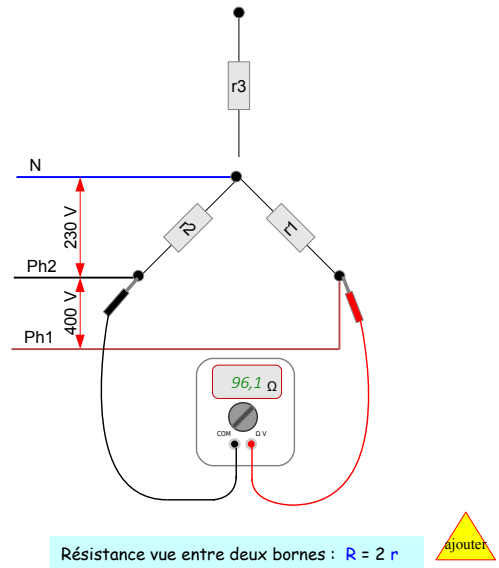 r3
N
230 V
r2
r1
Ph2
400 V
Ph1
96,1 Ω
COM
Ω V
ajouter
Résistance vue entre deux bornes : R = 2 r